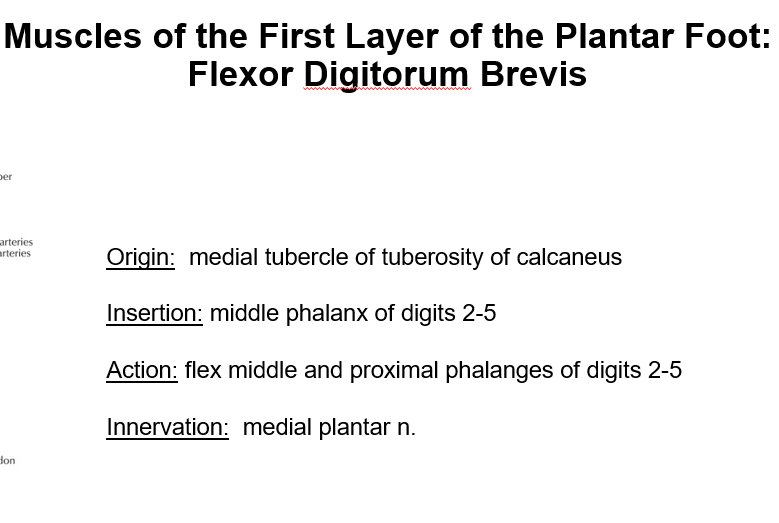 Muscles of the First Layer of the Plantar Foot:
Flexor Digitorum Brevis
arteries
arteries
Origin: medial tubercle of tuberosity of calcaneus
Insertion: middle phalanx of digits 2-5
Action: flex middle and proximal phalanges of digits 2-5
Innervation: medial plantar n.